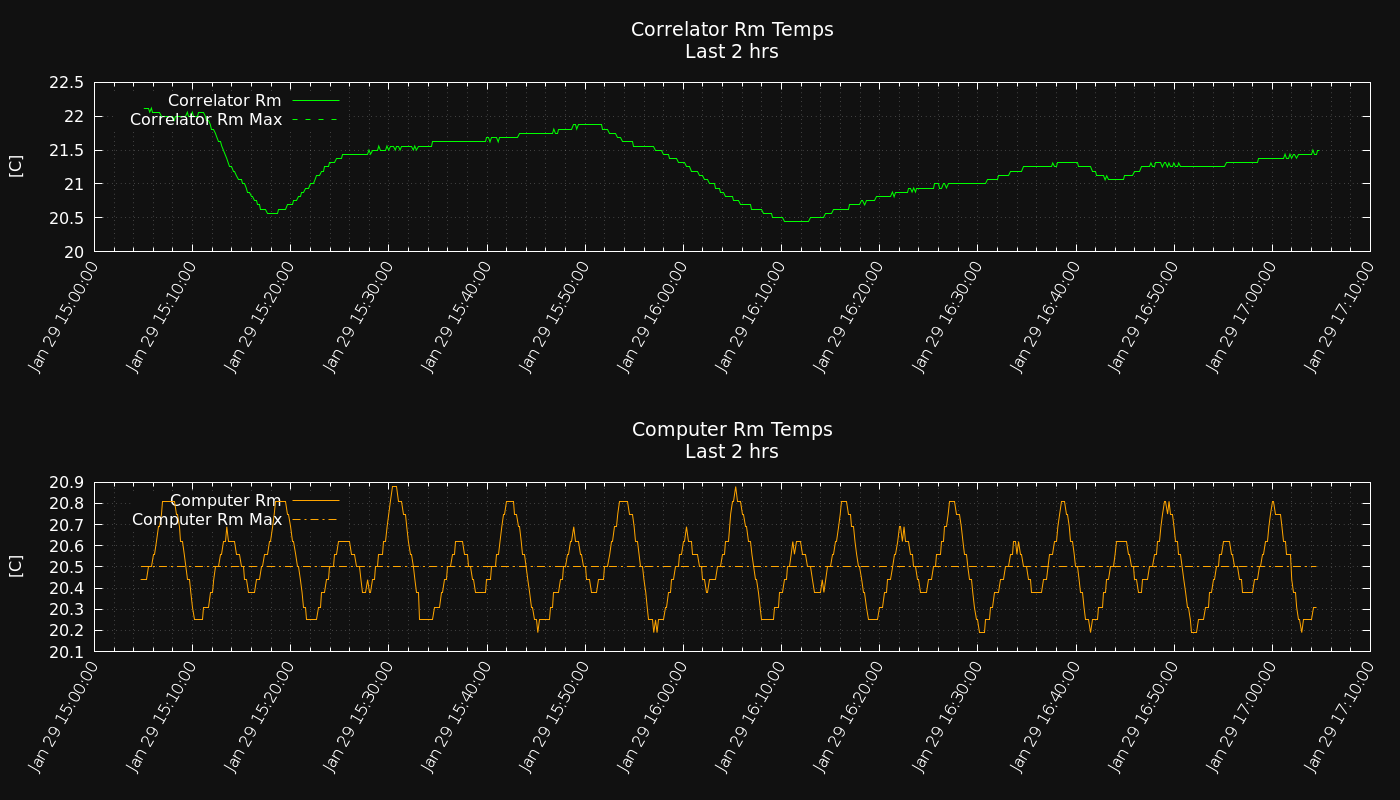 Correlator Rm Temps
Last 2 hrs
22.5
22
21.5
21
20.5
20
[C]
Correlator Rm
Correlator Rm Max
Jan 29 15:00:00
Jan 29 15:10:00
Jan 29 15:20:00
Jan 29 15:30:00
Jan 29 15:40:00
Jan 29 15:50:00
Jan 29 16:00:00
Jan 29 16:10:00
Jan 29 16:20:00
Jan 29 16:30:00
Jan 29 16:40:00
Jan 29 16:50:00
Jan 29 17:00:00
Jan 29 17:10:00
Computer Rm Temps
Last 2 hrs
20.9
20.8
20.7
20.6
20.5
20.4
20.3
20.2
20.1
[C]
Computer Rm
Computer Rm Max
Jan 29 15:00:00
Jan 29 15:10:00
Jan 29 15:20:00
Jan 29 15:30:00
Jan 29 15:40:00
Jan 29 15:50:00
Jan 29 16:00:00
Jan 29 16:10:00
Jan 29 16:20:00
Jan 29 16:30:00
Jan 29 16:40:00
Jan 29 16:50:00
Jan 29 17:00:00
Jan 29 17:10:00